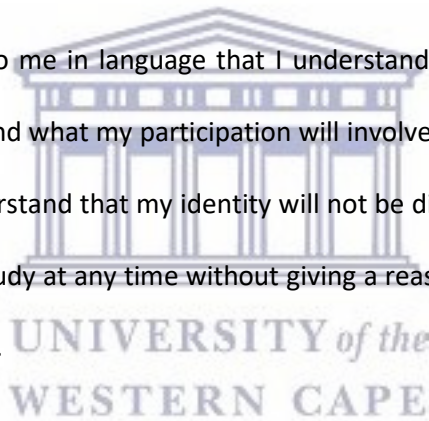 o me in language that I understand
nd what my participation will involve
rstand that my identity will not be di
udy at any time without giving a reas
.
UNIVERSITY of the
WESTERN CAPE